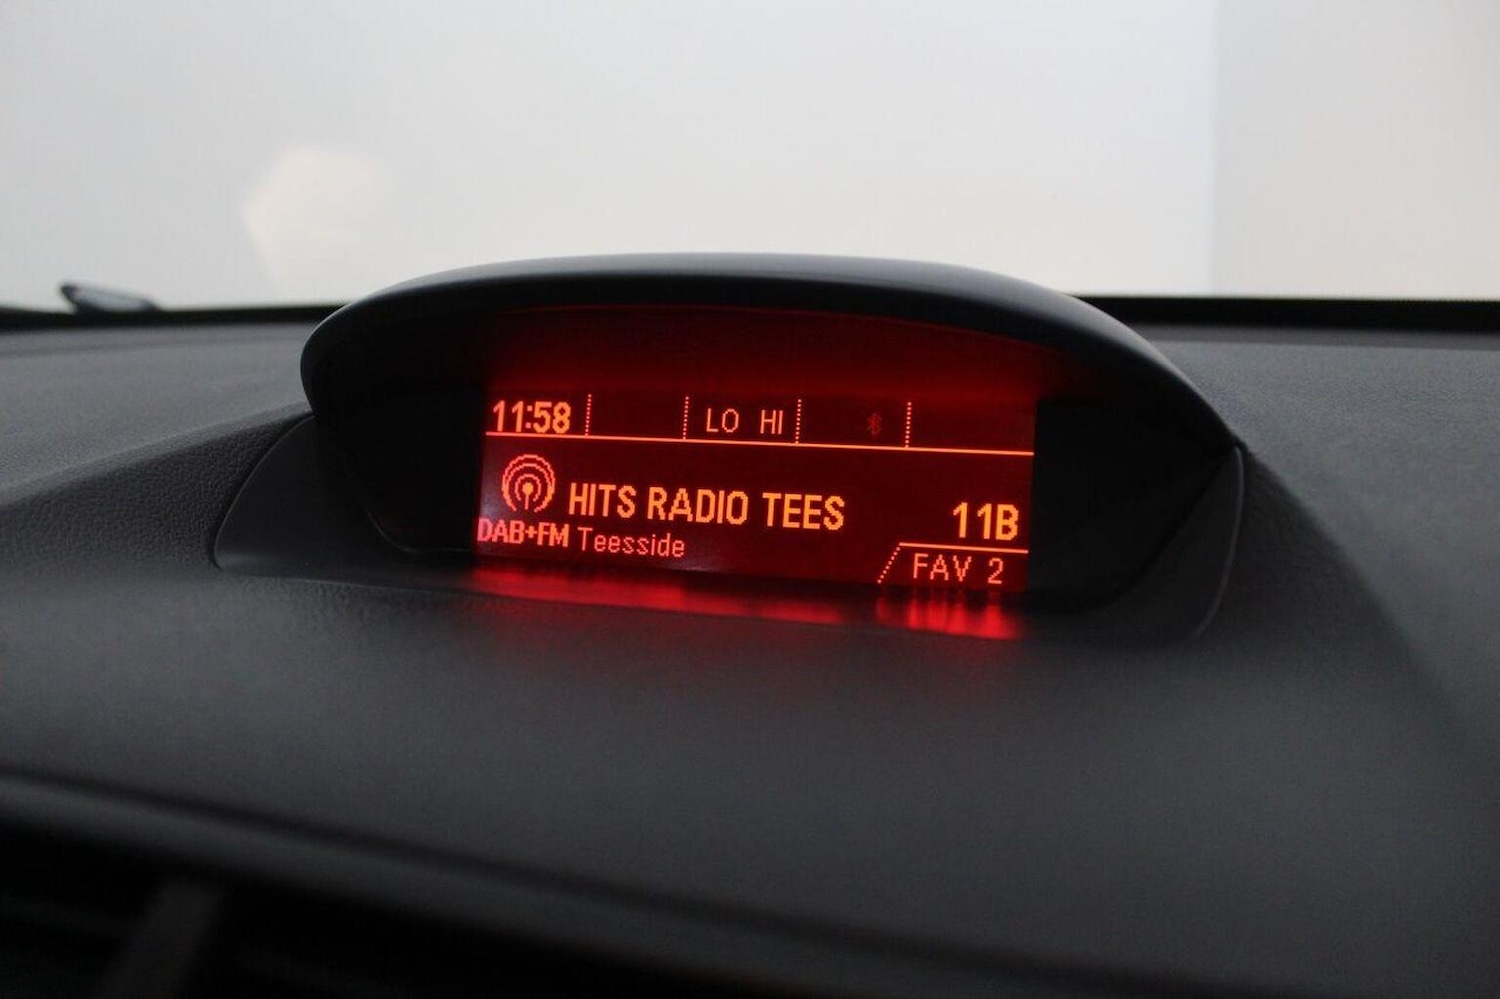 11:58 LO HI
HITS RADIO TEES 11B
DAB+FM Teesside
FAV 2